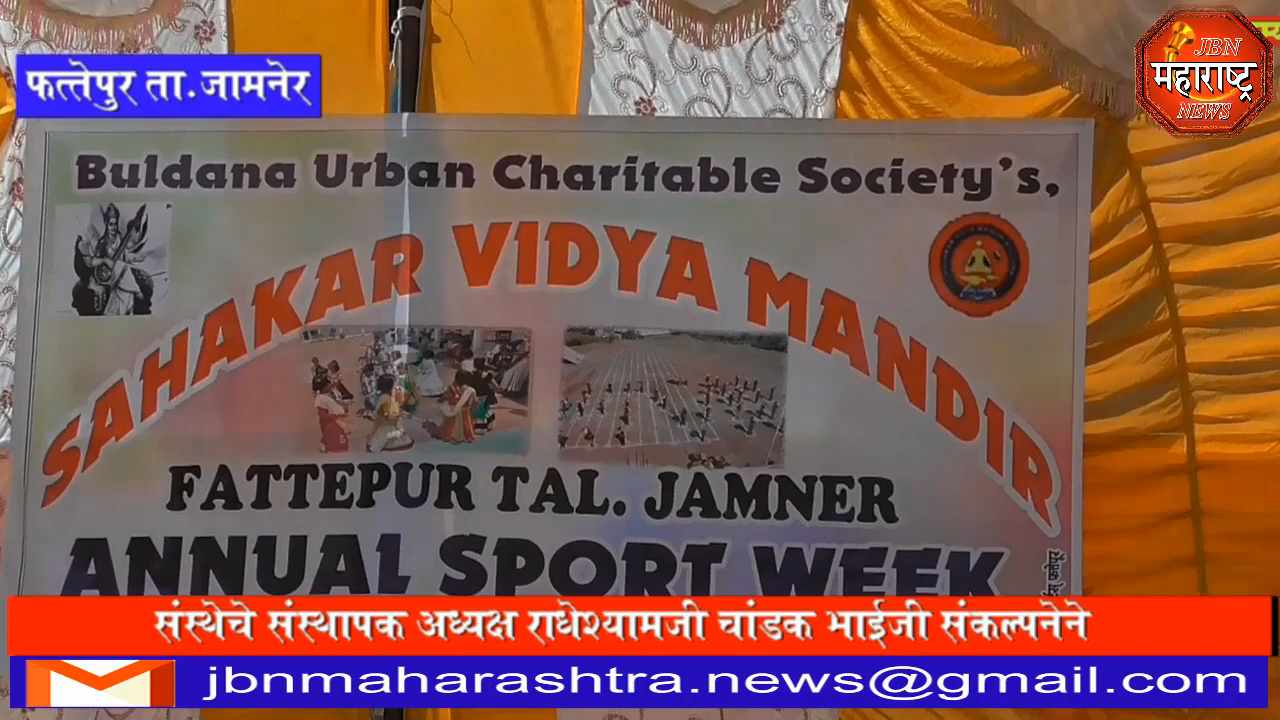 फत्तेपुर ता.जामनेर
JBN
महाराष्ट्र
NEWS
Buldana Urban Charitable Society's,
SAHAKAR VIDYA MANDIR
FATTEPUR TAL. JAMNER
ANNUAL SPORT WEEK
संस्थेचे संस्थापक अध्यक्ष राधेश्यामजी चांडक भाईजी संकल्पनेने
jbnmaharashtra.news@gmail.com